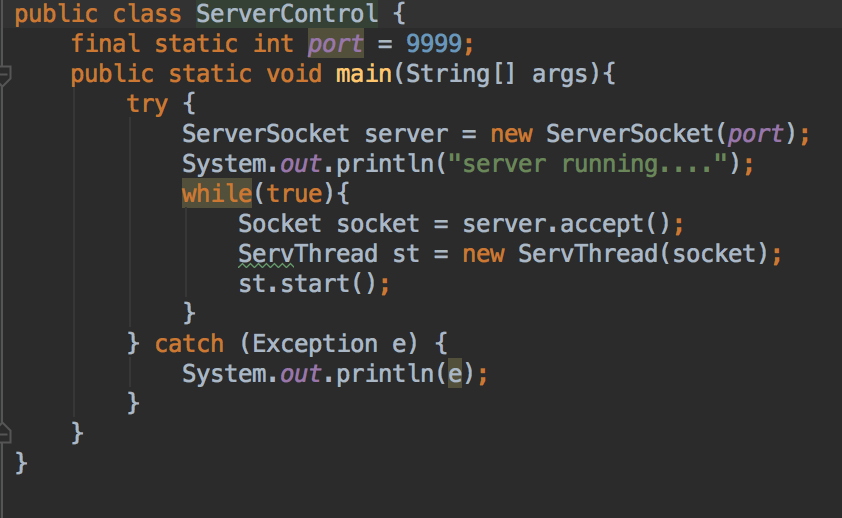 public class ServerControl {
    final static int port = 9999;
    public static void main(String[] args){
        try {
            ServerSocket server = new ServerSocket(port);
            System.out.println("server running....");
            while(true){
                Socket socket = server.accept();
                ServThread st = new ServThread(socket);
                st.start();
            }
        } catch (Exception e) {
            System.out.println(e);
        }
    }
}